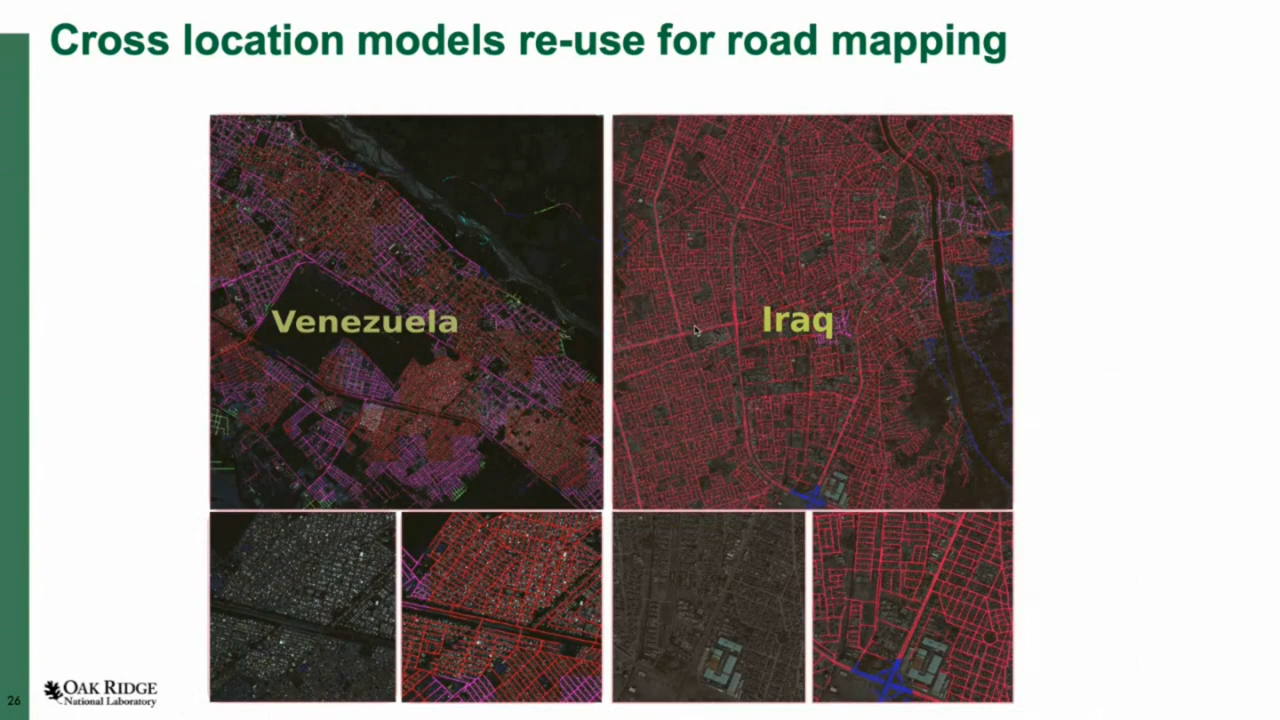 Cross location models re-use for road mapping
Venezuela
Iraq
26
OAK RIDGE
National Laboratory